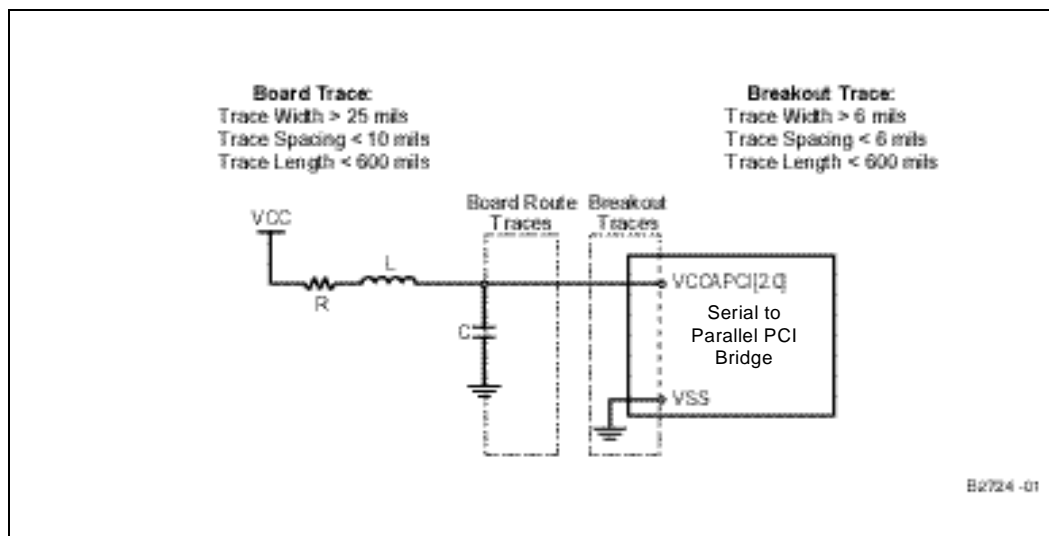 Board Trace:
Trace Width > 25 mils
Trace Spacing < 10 mils
Trace Length < 600 mils
Breakout Trace:
Trace Width > 6 mils
Trace Spacing < 6 mils
Trace Length < 600 mils
Board Route
Traces
Breakout
Traces
VCC
R
L
C
VCCAPCI[2:0]
Serial to
Parallel PCI
Bridge
VSS
B2724 -01